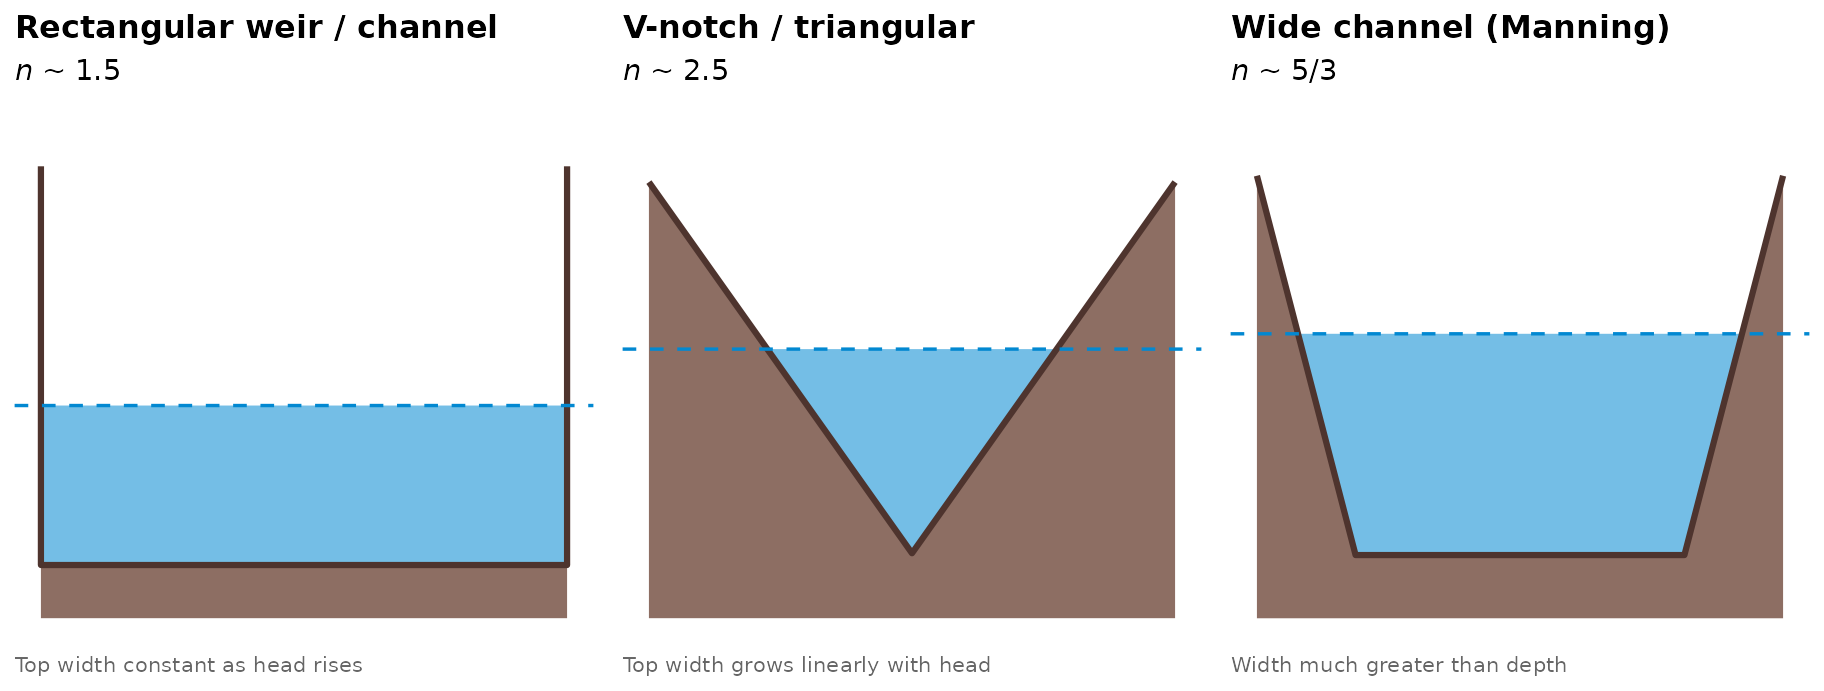 Rectangular weir / channel
n ~ 1.5
V-notch / triangular
n ~ 2.5
Wide channel (Manning)
n ~ 5/3
Top width constant as head rises
Top width grows linearly with head
Width much greater than depth